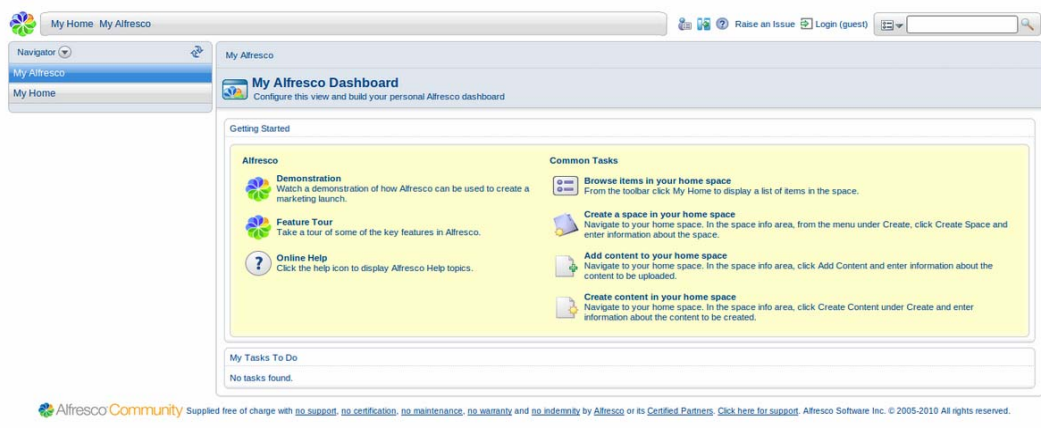 My Home My Alfresco
Raise an Issue Login (guest)
Navigator
My Alfresco
My Home
My Alfresco
My Alfresco Dashboard
Configure this view and build your personal Alfresco dashboard
Getting Started
Alfresco
Demonstration
Watch a demonstration of how Alfresco can be used to create a
marketing launch.
Feature Tour
Take a tour of some of the key features in Alfresco.
Online Help
Click the help icon to display Alfresco Help topics.
Common Tasks
Browse items in your home space
From the toolbar click My Home to display a list of items in the space.
Create a space in your home space
Navigate to your home space. In the space info area, from the menu under Create, click Create Space and
enter information about the space.
Add content to your home space
Navigate to your home space. In the space info area, click Add Content and enter information about the
content to be uploaded.
Create content in your home space
Navigate to your home space. In the space info area, click Create Content under Create and enter
information about the content to be created.
My Tasks To Do
No tasks found.
Alfresco Community Supplied free of charge with no support, no certification, no maintenance, no warranty and no indemnity by Alfresco or its Certified Partners. Click here for support. Alfresco Software Inc. © 2005-2010 All rights reserved.